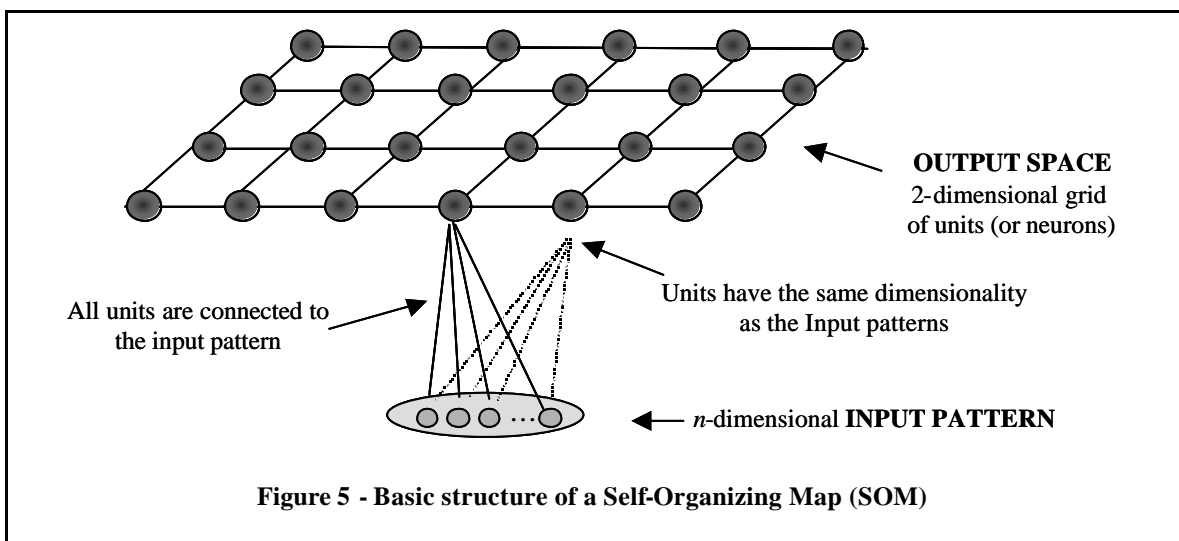 OUTPUT SPACE
2-dimensional grid
of units (or neurons)
All units are connected to
the input pattern
Units have the same dimensionality
as the Input patterns
...
n-dimensional INPUT PATTERN
Figure 5 - Basic structure of a Self-Organizing Map (SOM)